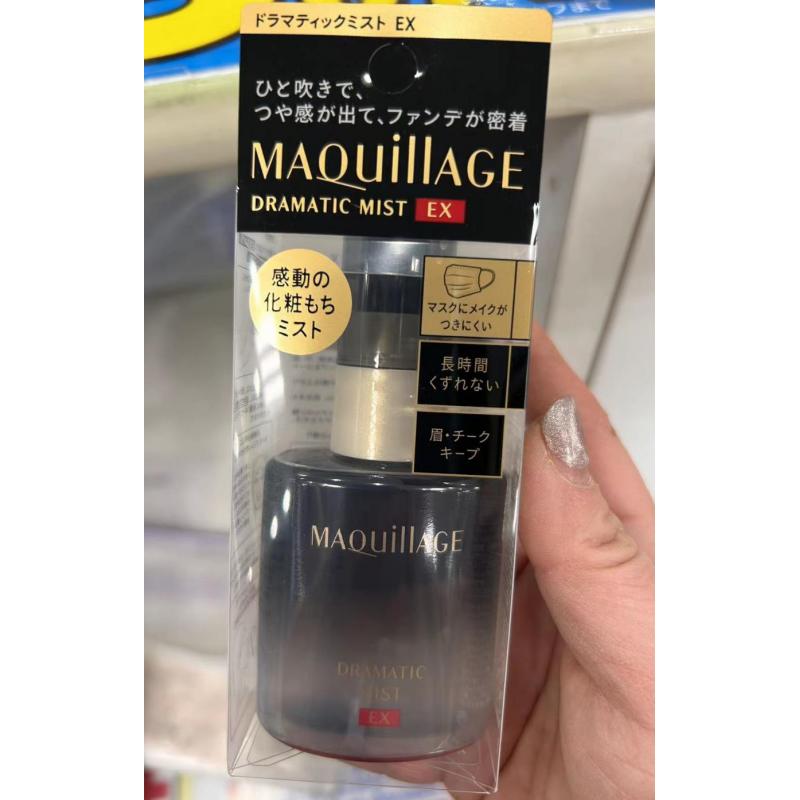 つまで
ドラマティックミスト EX
ひと吹きで、
つや感が出て、ファンデが密着
MAQuillAGE
DRAMATIC MIST EX
感動の
化粧もち
ミスト
マスクにメイクが
つきにくい
長時間
くずれない
眉・チーク
キープ
MAQuillAGE
DRAMATIC
MIST
EX